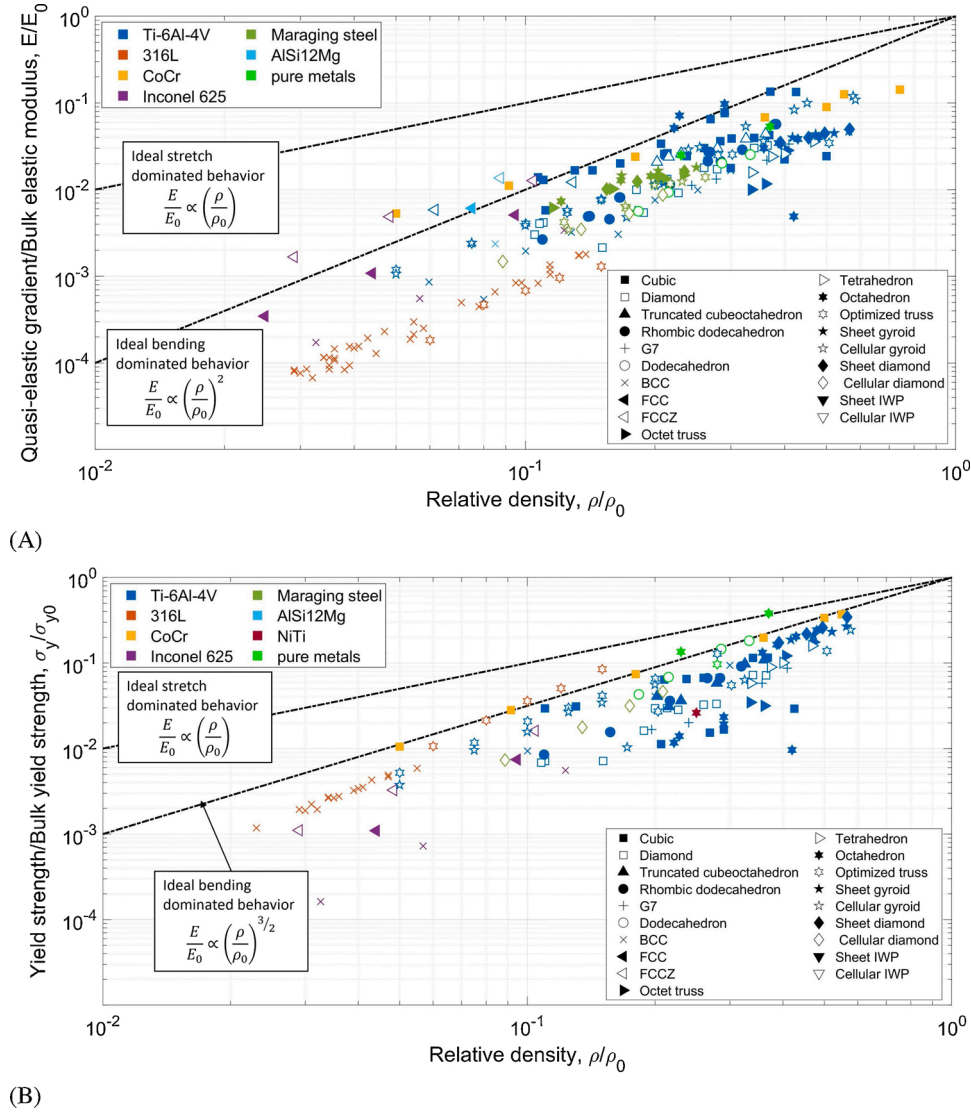 Quasi-elastic gradient/Bulk elastic modulus, E/E₀
10⁰
10⁻¹
10⁻²
10⁻³
10⁻⁴
Ti-6Al-4V
316L
CoCr
Inconel 625
Maraging steel
AlSi12Mg
pure metals
Ideal stretch
dominated behavior
E/E₀ ∝ (ρ/ρ₀)
Ideal bending
dominated behavior
E/E₀ ∝ (ρ/ρ₀)²
Cubic
Diamond
Truncated cubeoctahedron
Rhombic dodecahedron
G7
Dodecahedron
BCC
FCC
FCCZ
Octet truss
Tetrahedron
Octahedron
Optimized truss
Sheet gyroid
Cellular gyroid
Sheet diamond
Cellular diamond
Sheet IWP
Cellular IWP
10⁻² 10⁻¹ 10⁰
Relative density, ρ/ρ₀
(A)
Yield strength/Bulk yield strength, σy/σy0
10⁰
10⁻¹
10⁻²
10⁻³
10⁻⁴
Ti-6Al-4V
316L
CoCr
Inconel 625
Maraging steel
AlSi12Mg
NiTi
pure metals
Ideal stretch
dominated behavior
E/E₀ ∝ (ρ/ρ₀)
Ideal bending
dominated behavior
E/E₀ ∝ (ρ/ρ₀)^3/2
Cubic
Diamond
Truncated cubeoctahedron
Rhombic dodecahedron
G7
Dodecahedron
BCC
FCC
FCCZ
Octet truss
Tetrahedron
Octahedron
Optimized truss
Sheet gyroid
Cellular gyroid
Sheet diamond
Cellular diamond
Sheet IWP
Cellular IWP
10⁻² 10⁻¹ 10⁰
Relative density, ρ/ρ₀
(B)